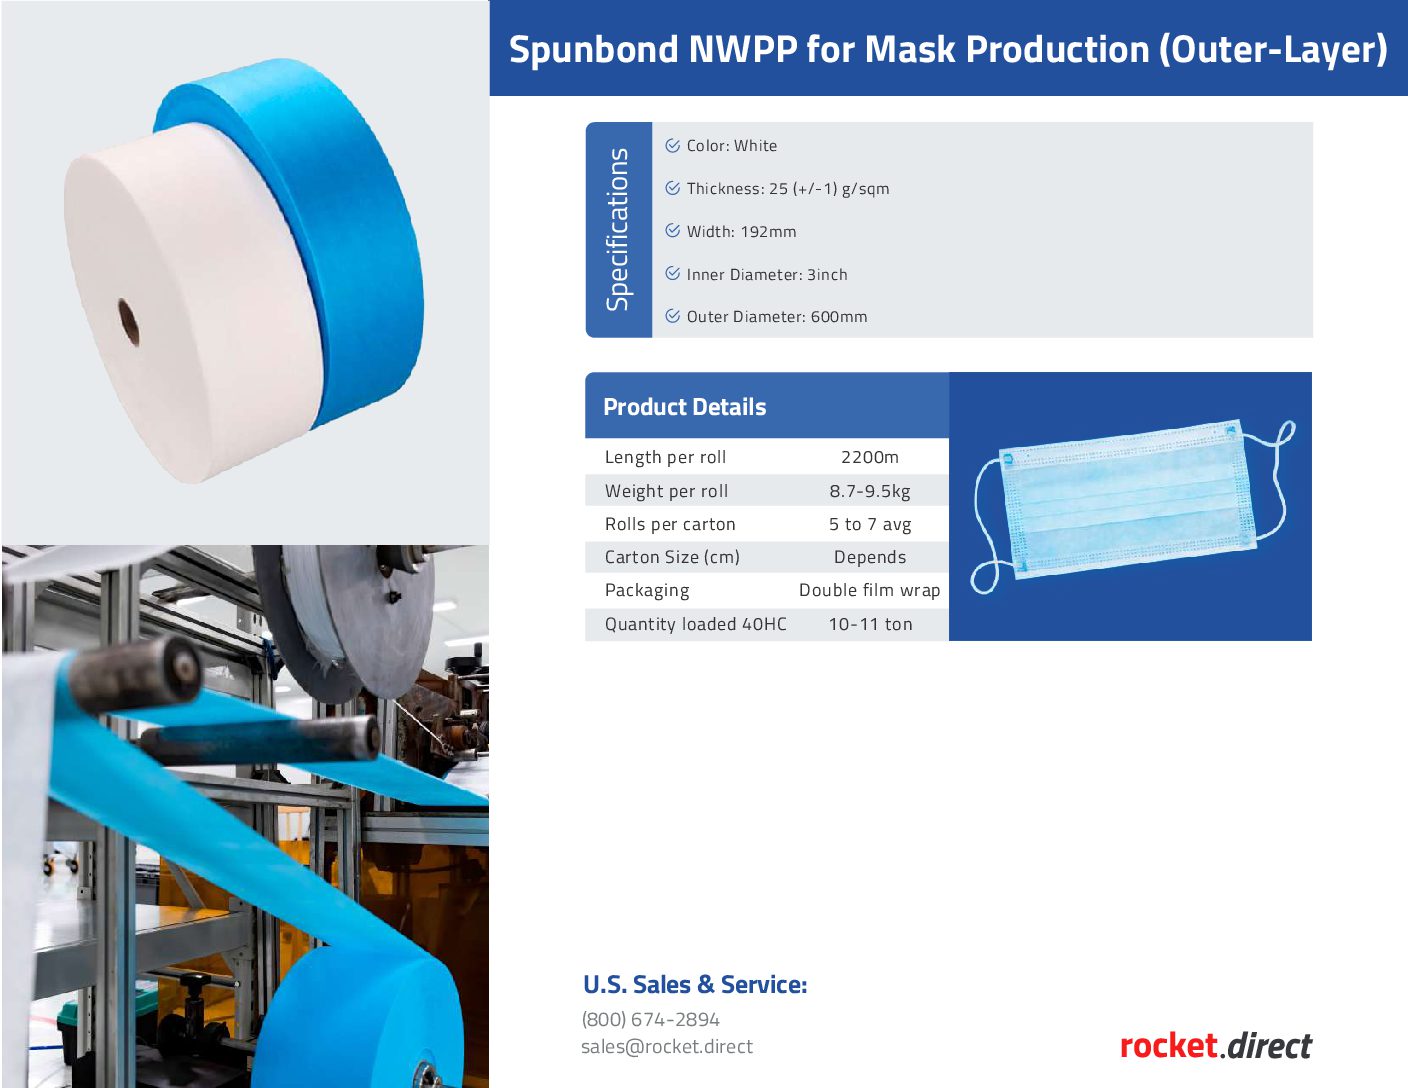 Spunbond NWPP for Mask Production (Outer-Layer)
Specifications
Color: White
Thickness: 25 (+/-1) g/sqm
Width: 192mm
Inner Diameter: 3inch
Outer Diameter: 600mm
Product Details
Length per roll 2200m
Weight per roll 8.7-9.5kg
Rolls per carton 5 to 7 avg
Carton Size (cm) Depends
Packaging Double film wrap
Quantity loaded 40HC 10-11 ton
U.S. Sales & Service:
(800) 674-2894
sales@rocket.direct
rocket.direct